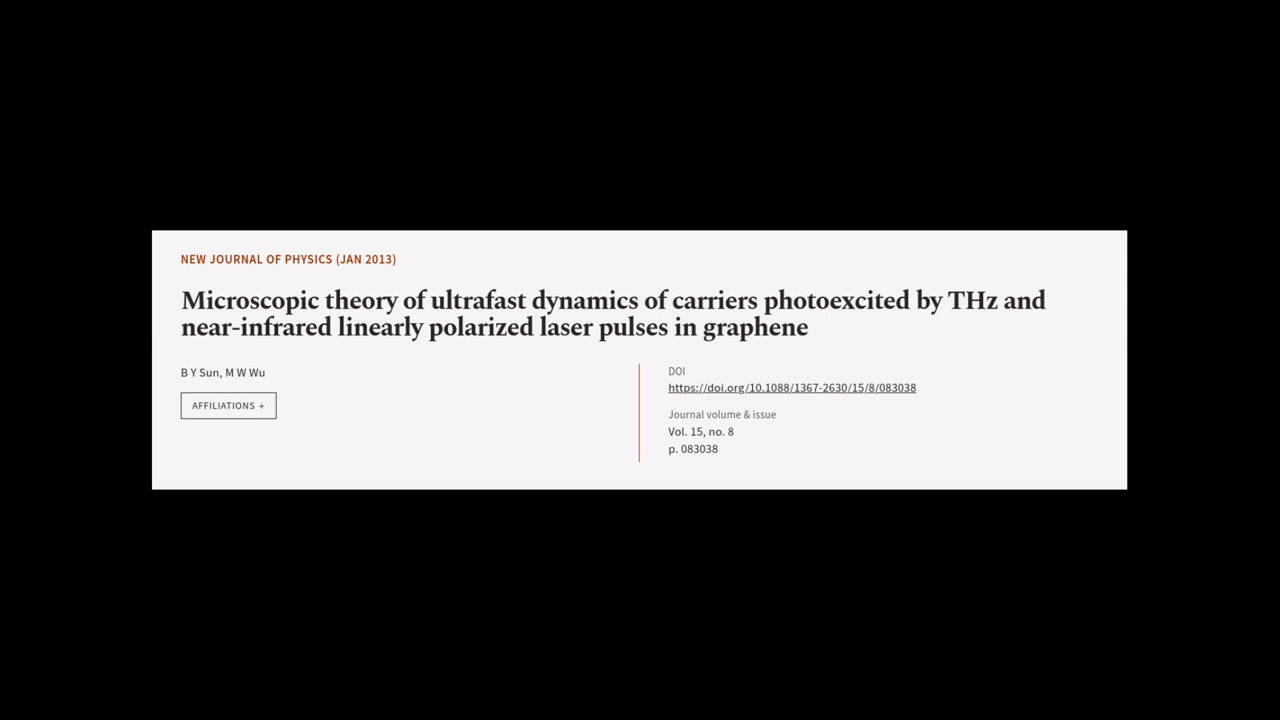 NEW JOURNAL OF PHYSICS (JAN 2013)
Microscopic theory of ultrafast dynamics of carriers photoexcited by THz and
near-infrared linearly polarized laser pulses in graphene
B Y Sun, M W Wu
AFFILIATIONS +
DOI
https://doi.org/10.1088/1367-2630/15/8/083038
Journal volume & issue
Vol. 15, no. 8
p. 083038